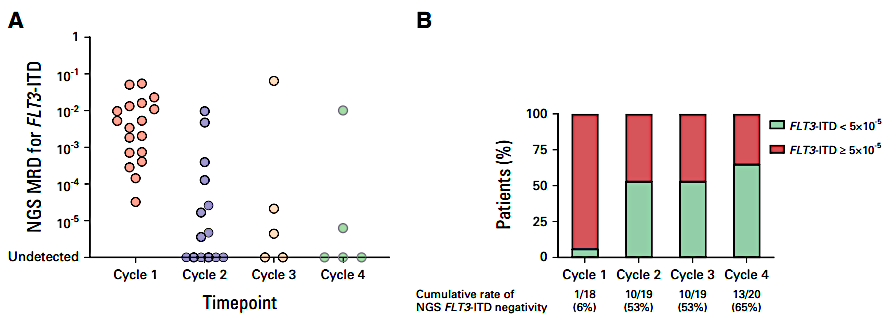 A
NGS MRD for FLT3-ITD
1
10-1
10-2
10-3
10-4
10-5
Undetected
Cycle 1 Cycle 2 Cycle 3 Cycle 4
Timepoint
B
Patients (%)
100
75
50
25
0
FLT3-ITD < 5×10-5
FLT3-ITD ≥ 5×10-5
Cycle 1 Cycle 2 Cycle 3 Cycle 4
Cumulative rate of 1/18 10/19 10/19 13/20
NGS FLT3-ITD negativity (6%) (53%) (53%) (65%)